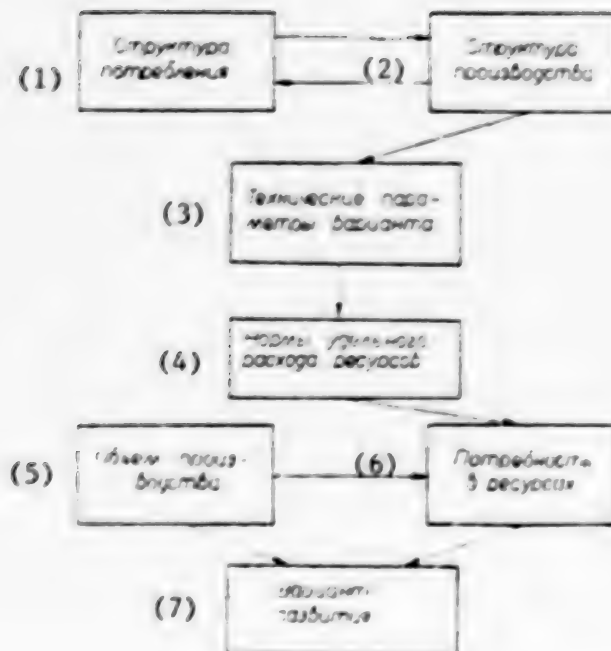 (1)
Структура
потребления
(2)
Структура
производства
(3)
Технические пара-
метры варианта
(4)
Нормы удельного
расхода ресурсов
(5)
Объем произ-
водства
(6)
Потребность
в ресурсах
(7)
Вариант
развития